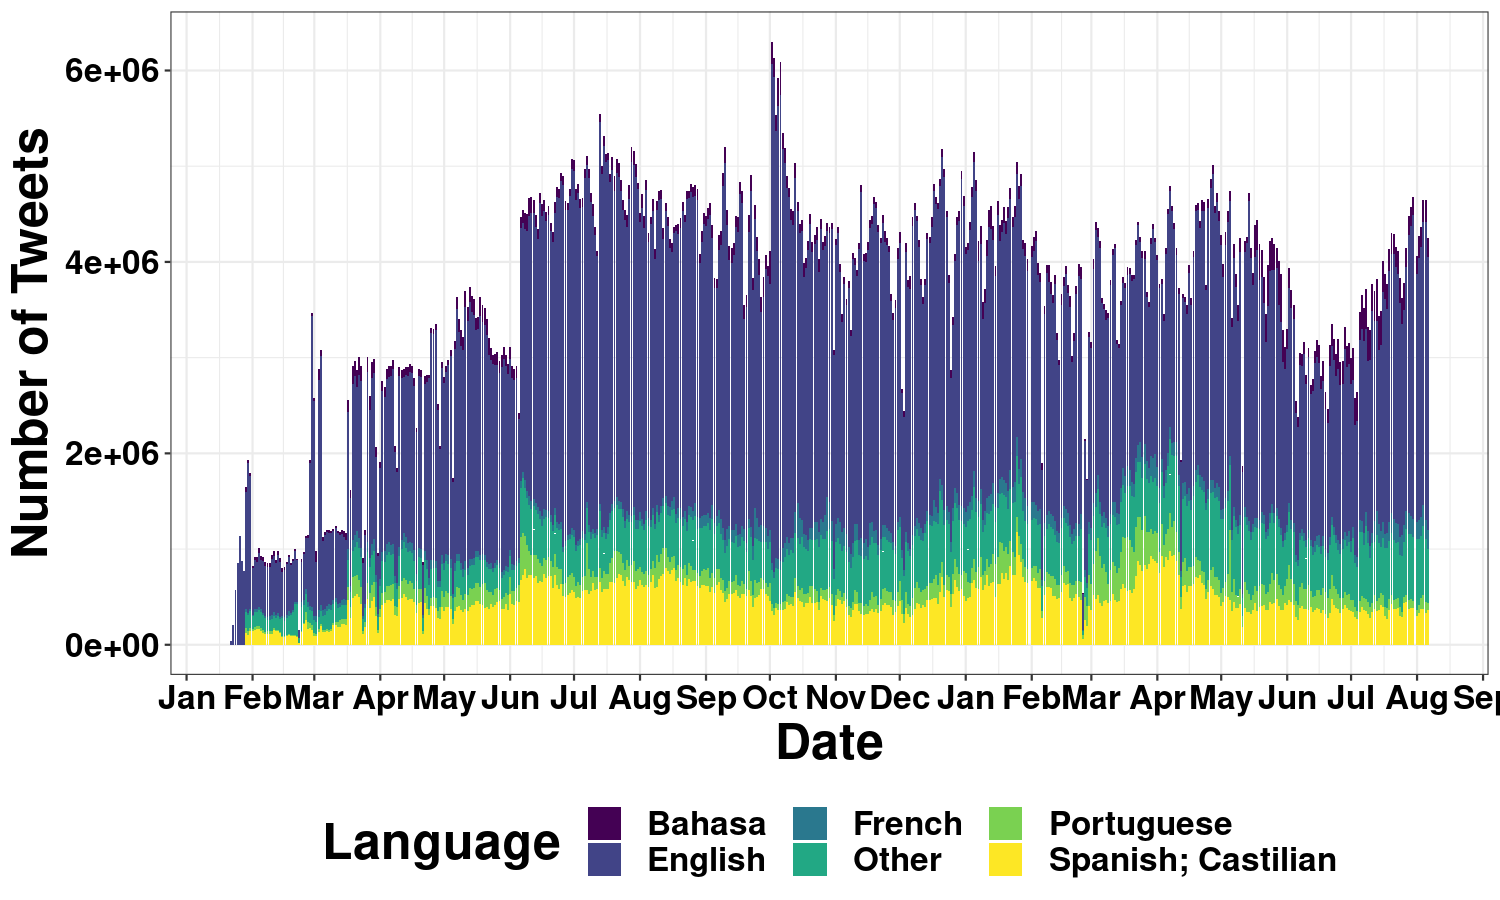 Number of Tweets
6e+06
4e+06
2e+06
0e+00
Jan Feb Mar Apr May Jun Jul Aug Sep Oct Nov Dec Jan Feb Mar Apr May Jun Jul Aug Sep
Date
Language
Bahasa French Portuguese
English Other Spanish; Castilian